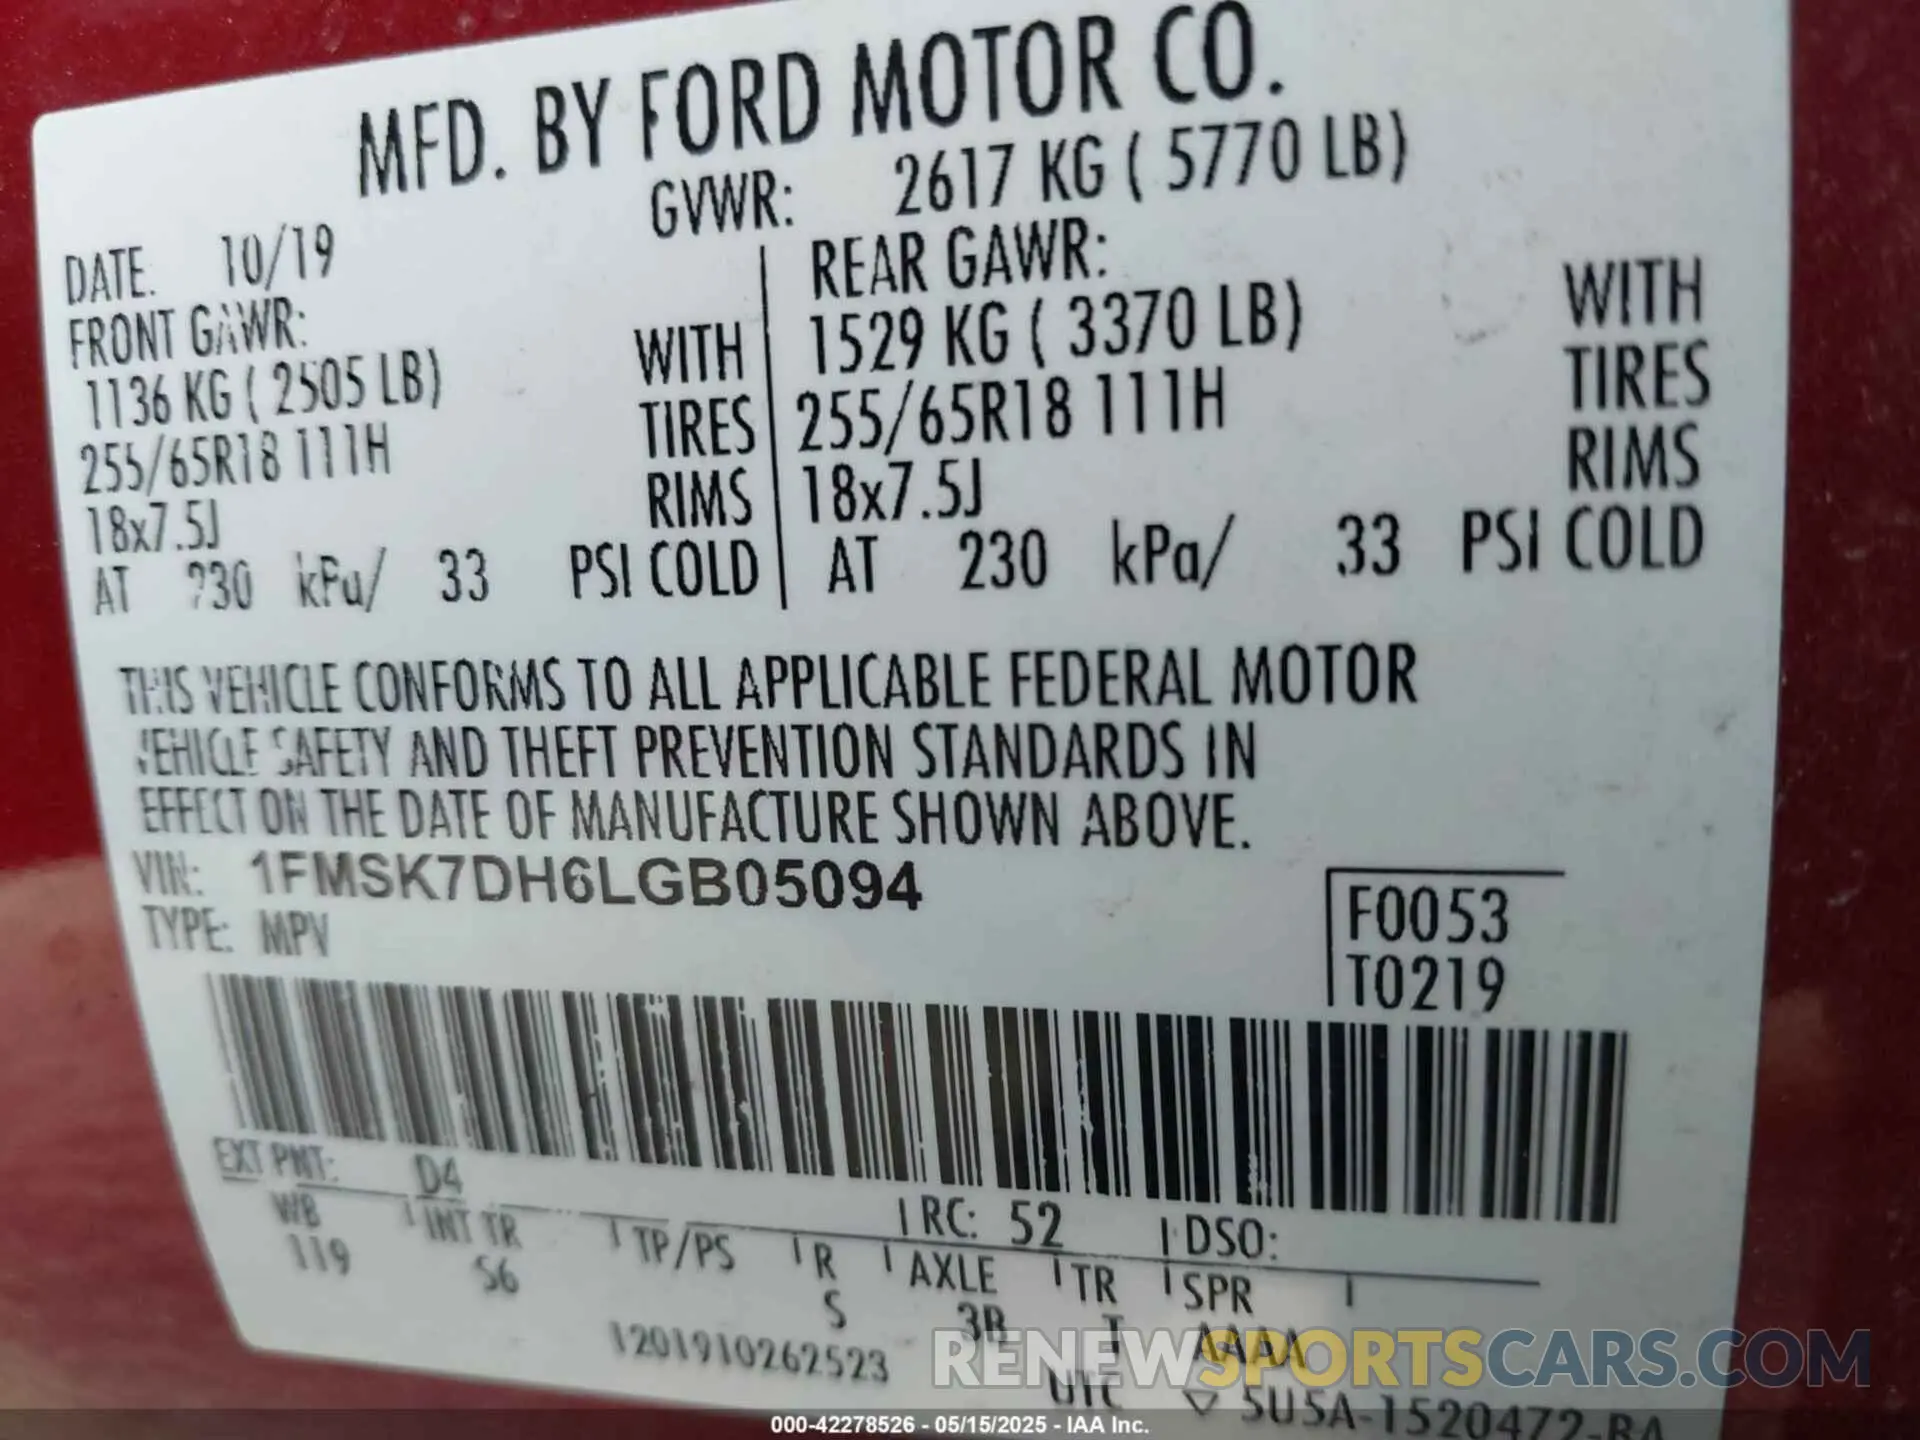 MFD. BY FORD MOTOR CO.
DATE: 10/19 GVWR: 2617 KG ( 5770 LB)
FRONT GAWR: REAR GAWR:
1136 KG ( 2505 LB) WITH 1529 KG ( 3370 LB) WITH
255/65R18 111H TIRES 255/65R18 111H TIRES
18x7.5J RIMS 18x7.5J RIMS
AT 230 kPa/ 33 PSI COLD AT 230 kPa/ 33 PSI COLD
THIS VEHICLE CONFORMS TO ALL APPLICABLE FEDERAL MOTOR
VEHICLE SAFETY AND THEFT PREVENTION STANDARDS IN
EFFECT ON THE DATE OF MANUFACTURE SHOWN ABOVE.
VIN: 1FMSK7DH6LGB05094
TYPE: MPV
F0053
T0219
EXT PNT: D4 RC: 52 DSO:
WB INT TR TP/PS R AXLE TR SPR
119 S6 S 3B T AAAA
1201910262523
UTC ▽ 5U5A-1520472-BA
RENEWSPORTSCARS.COM
000-42278526 - 05/15/2025 - IAA Inc.